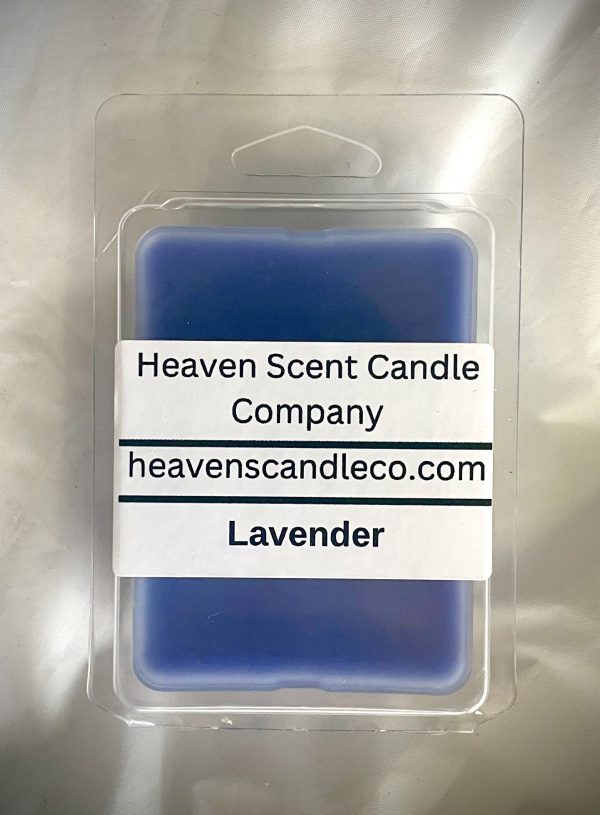 Heaven Scent Candle
Company
heavenscandleco.com
Lavender